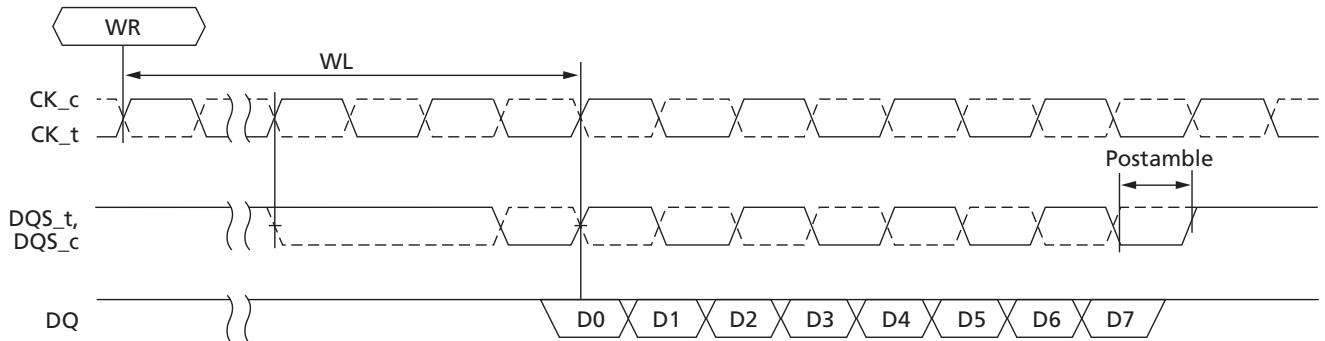 WR
WL
CK_c
CK_t
Postamble
DQS_t,
DQS_c
DQ
D0 D1 D2 D3 D4 D5 D6 D7